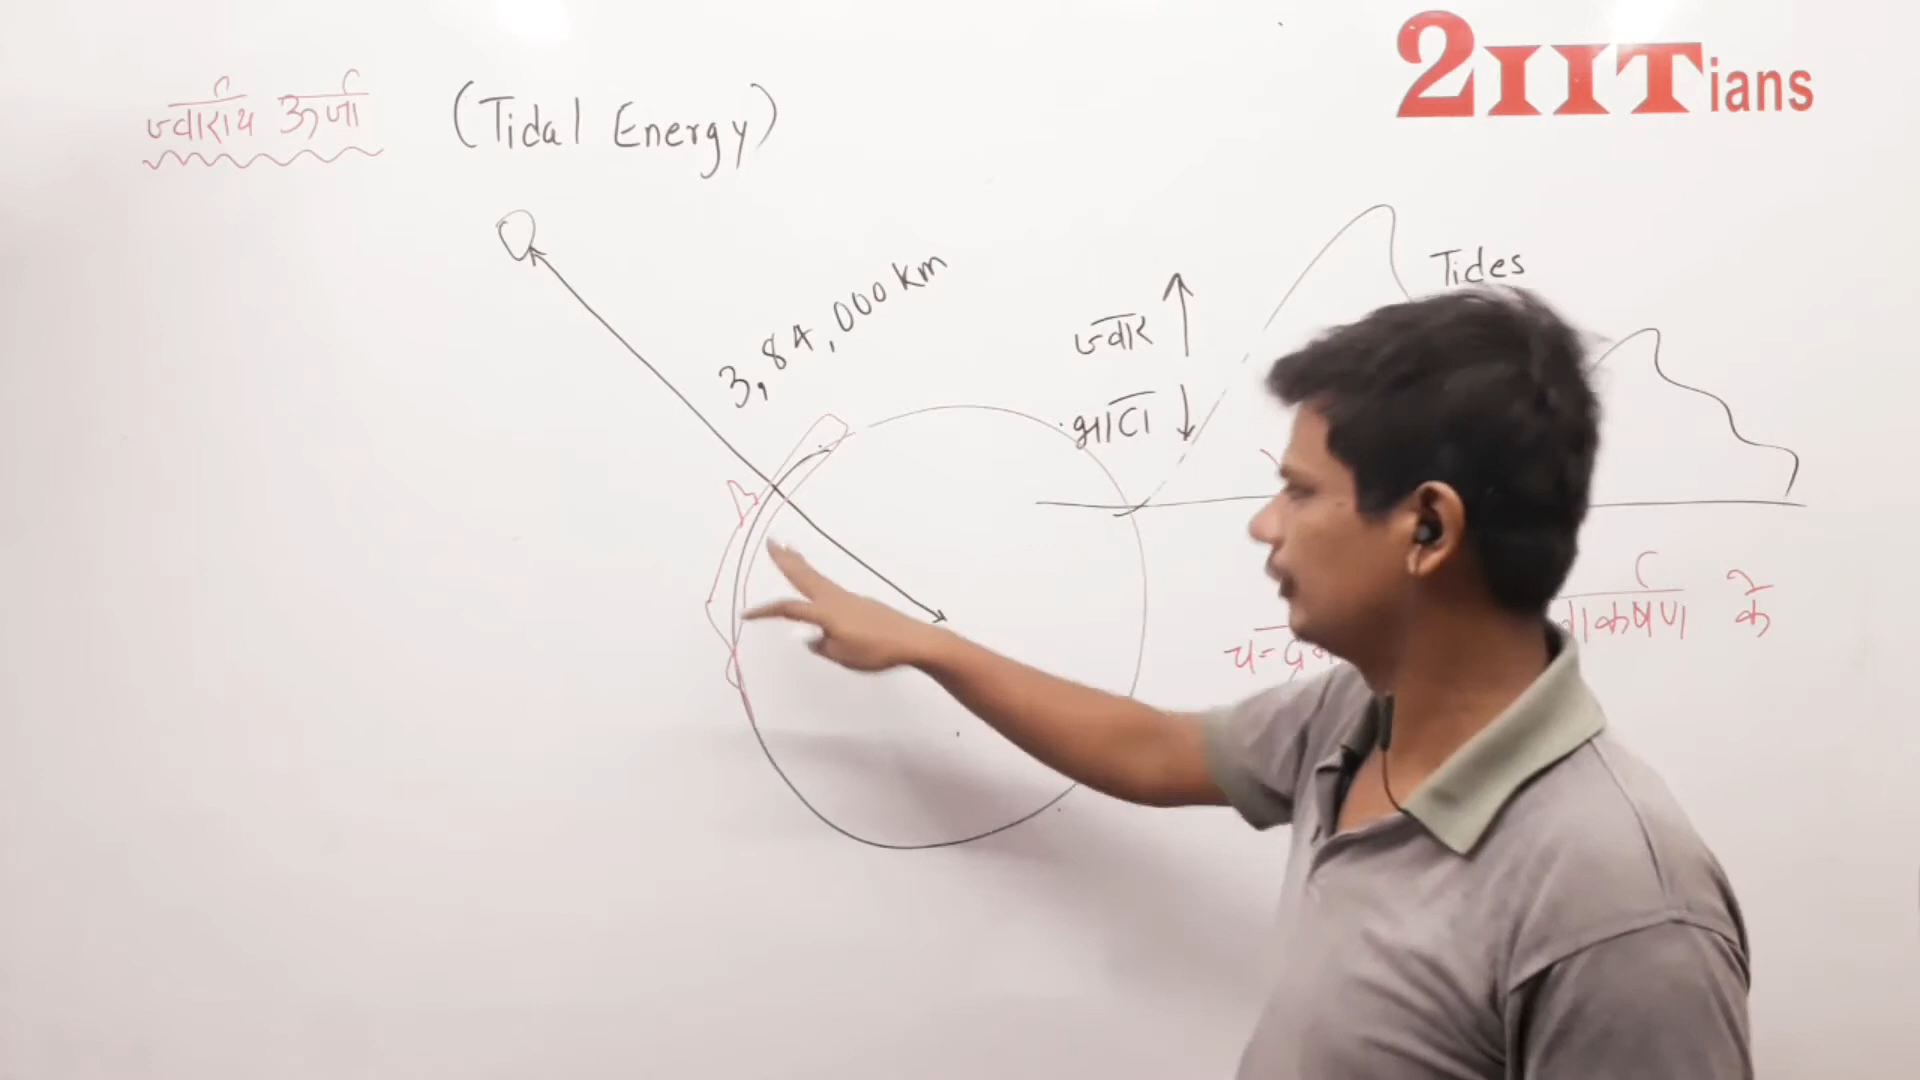 2IITians
ज्वारीय ऊर्जा (Tidal Energy)
3,84,000 km
Tides
ज्वार ↑
भाटा ↓
के